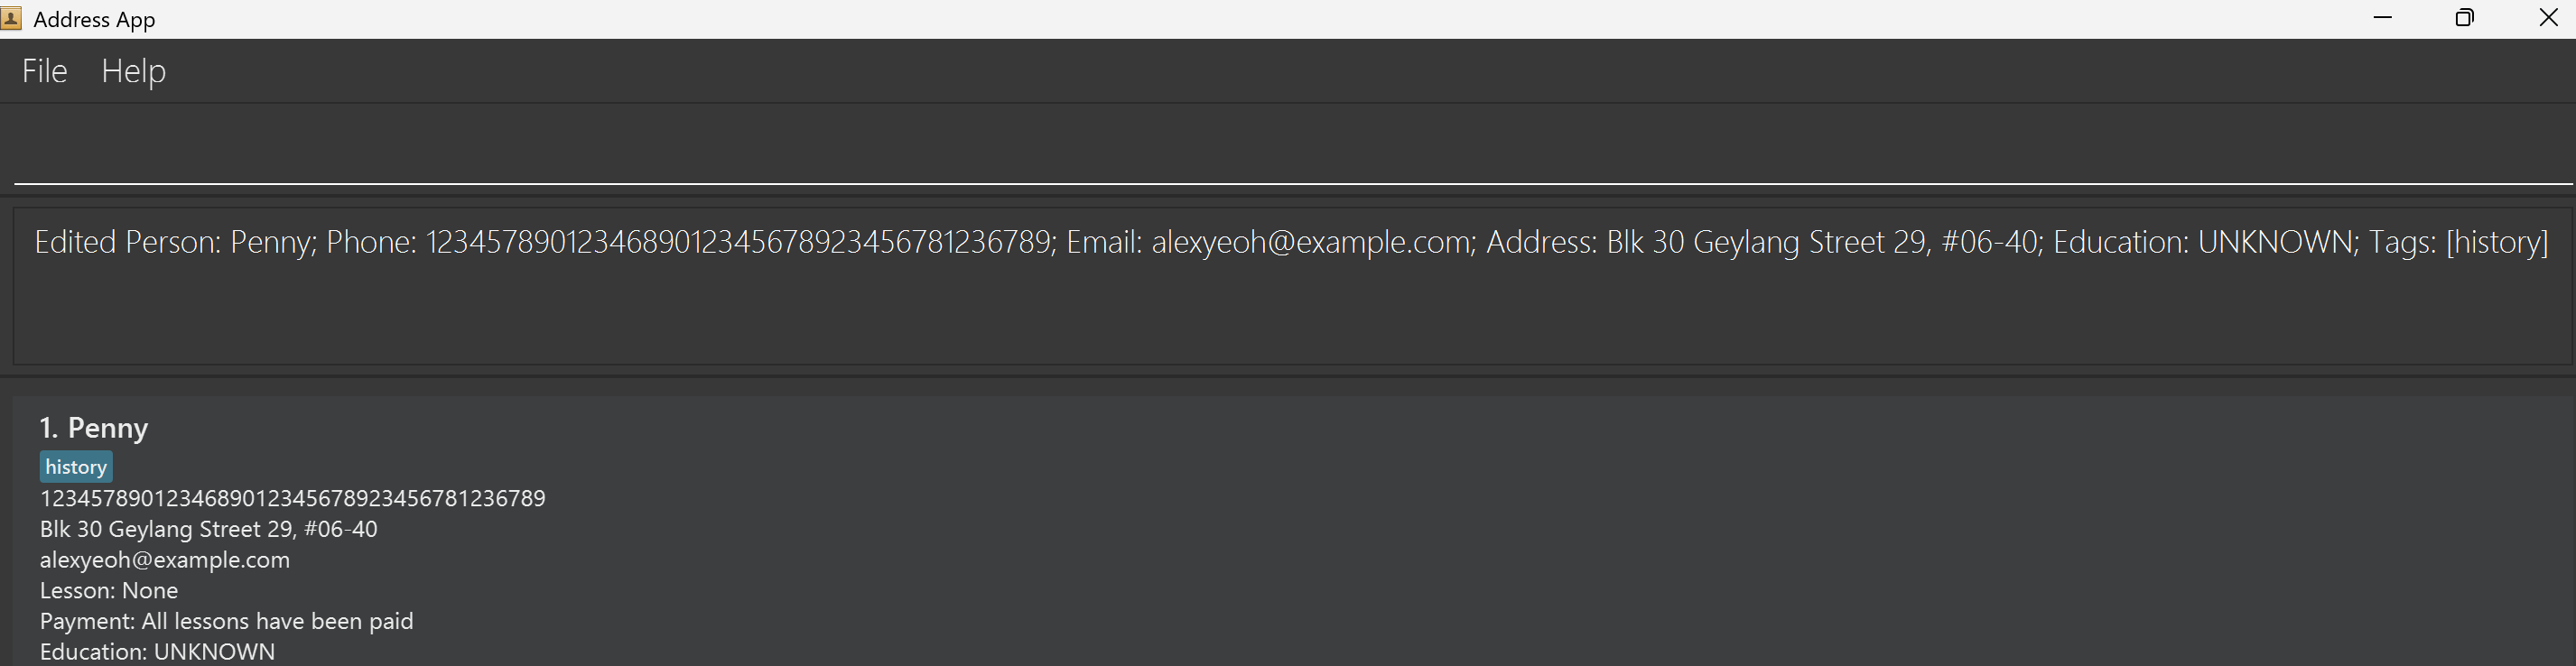 Address App
File Help
Edited Person: Penny; Phone: 1234578901234689012345678923456781236789; Email: alexyeoh@example.com; Address: Blk 30 Geylang Street 29, #06-40; Education: UNKNOWN; Tags: [history]
1. Penny
history
1234578901234689012345678923456781236789
Blk 30 Geylang Street 29, #06-40
alexyeoh@example.com
Lesson: None
Payment: All lessons have been paid
Education: UNKNOWN